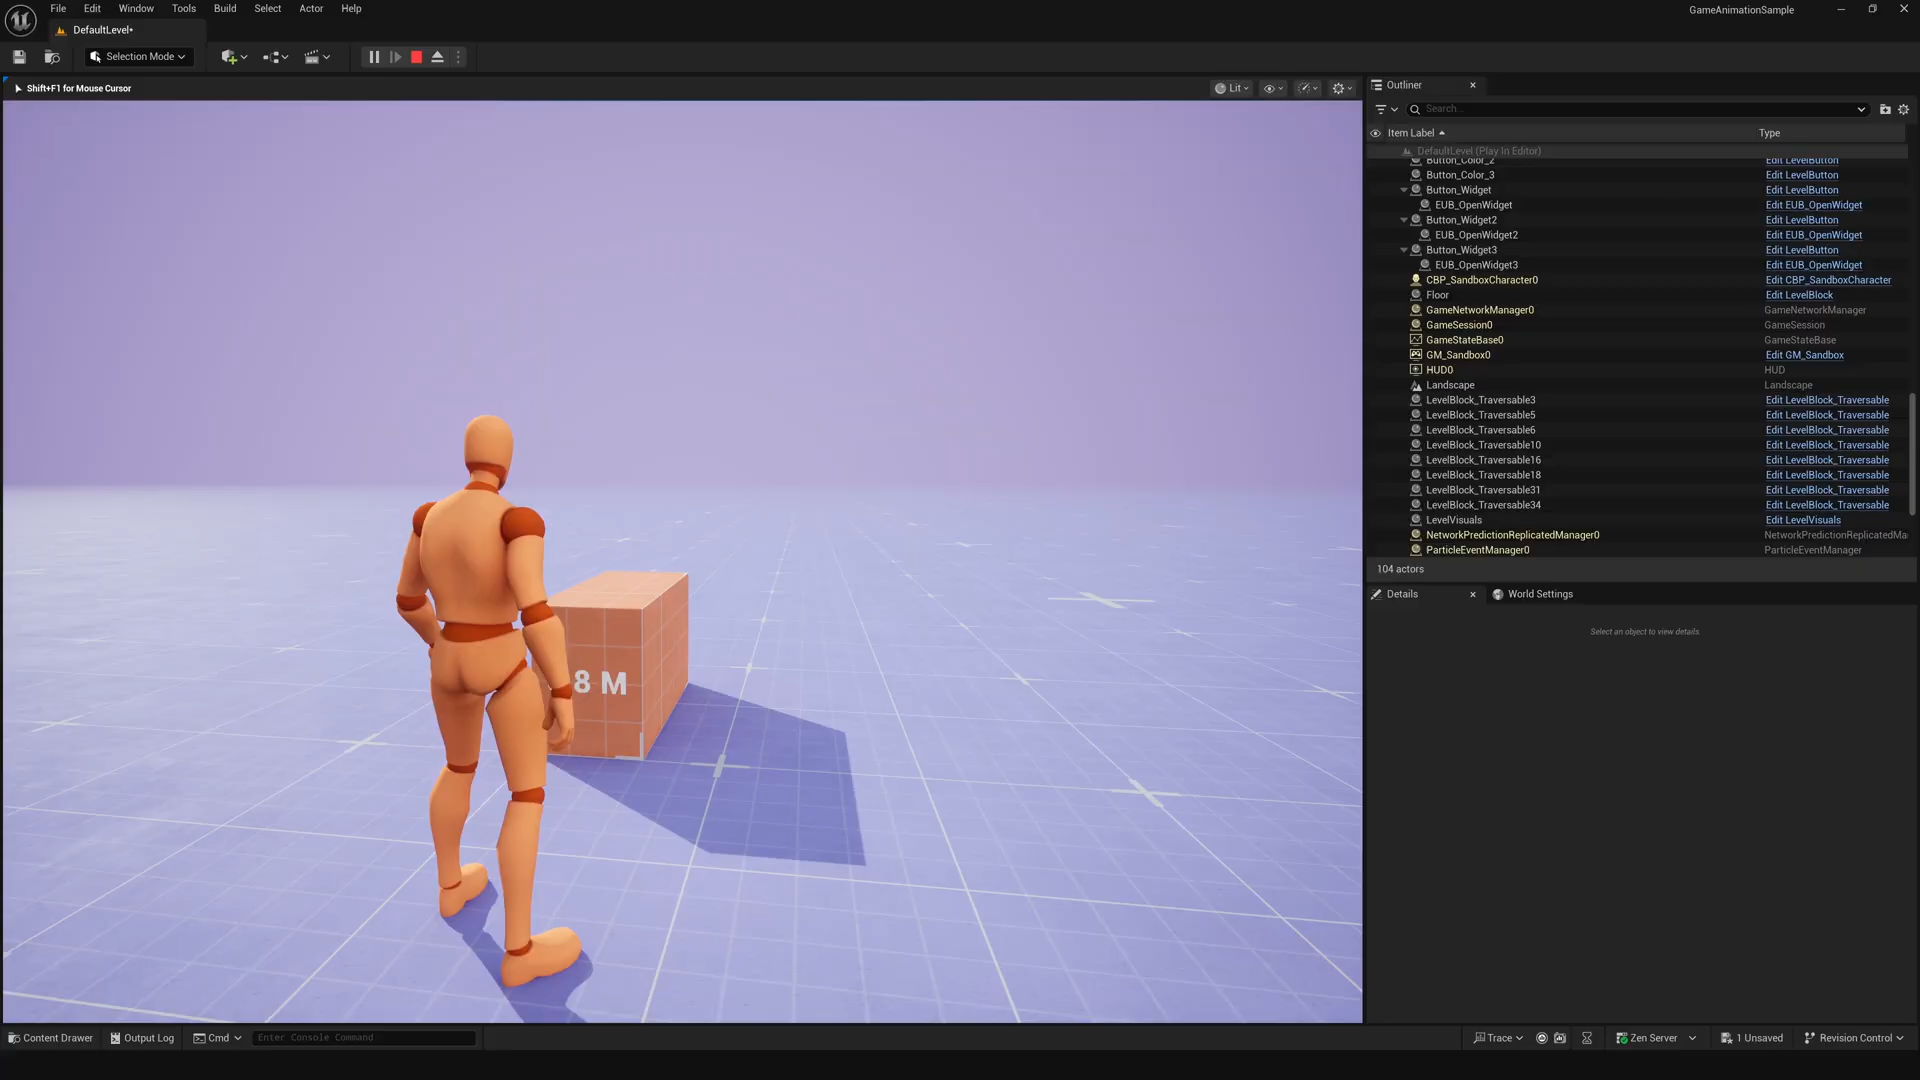 File Edit Window Tools Build Select Actor Help
GameAnimationSample
DefaultLevel*
Selection Mode
Shift+F1 for Mouse Cursor
Lit
8 M
Outliner
Search...
Item Label Type
DefaultLevel (Play In Editor)
Button_Color_2 Edit LevelButton
Button_Color_3 Edit LevelButton
Button_Widget Edit LevelButton
EUB_OpenWidget Edit EUB_OpenWidget
Button_Widget2 Edit LevelButton
EUB_OpenWidget2 Edit EUB_OpenWidget
Button_Widget3 Edit LevelButton
EUB_OpenWidget3 Edit EUB_OpenWidget
CBP_SandboxCharacter0 Edit CBP_SandboxCharacter
Floor Edit LevelBlock
GameNetworkManager0 GameNetworkManager
GameSession0 GameSession
GameStateBase0 GameStateBase
GM_Sandbox0 Edit GM_Sandbox
HUD0 HUD
Landscape Landscape
LevelBlock_Traversable3 Edit LevelBlock_Traversable
LevelBlock_Traversable5 Edit LevelBlock_Traversable
LevelBlock_Traversable6 Edit LevelBlock_Traversable
LevelBlock_Traversable10 Edit LevelBlock_Traversable
LevelBlock_Traversable16 Edit LevelBlock_Traversable
LevelBlock_Traversable18 Edit LevelBlock_Traversable
LevelBlock_Traversable31 Edit LevelBlock_Traversable
LevelBlock_Traversable34 Edit LevelBlock_Traversable
LevelVisuals Edit LevelVisuals
NetworkPredictionReplicatedManager0 NetworkPredictionReplicatedMa
ParticleEventManager0 ParticleEventManager
104 actors
Details World Settings
Select an object to view details.
Content Drawer Output Log Cmd Enter Console Command
Trace Zen Server 1 Unsaved Revision Control